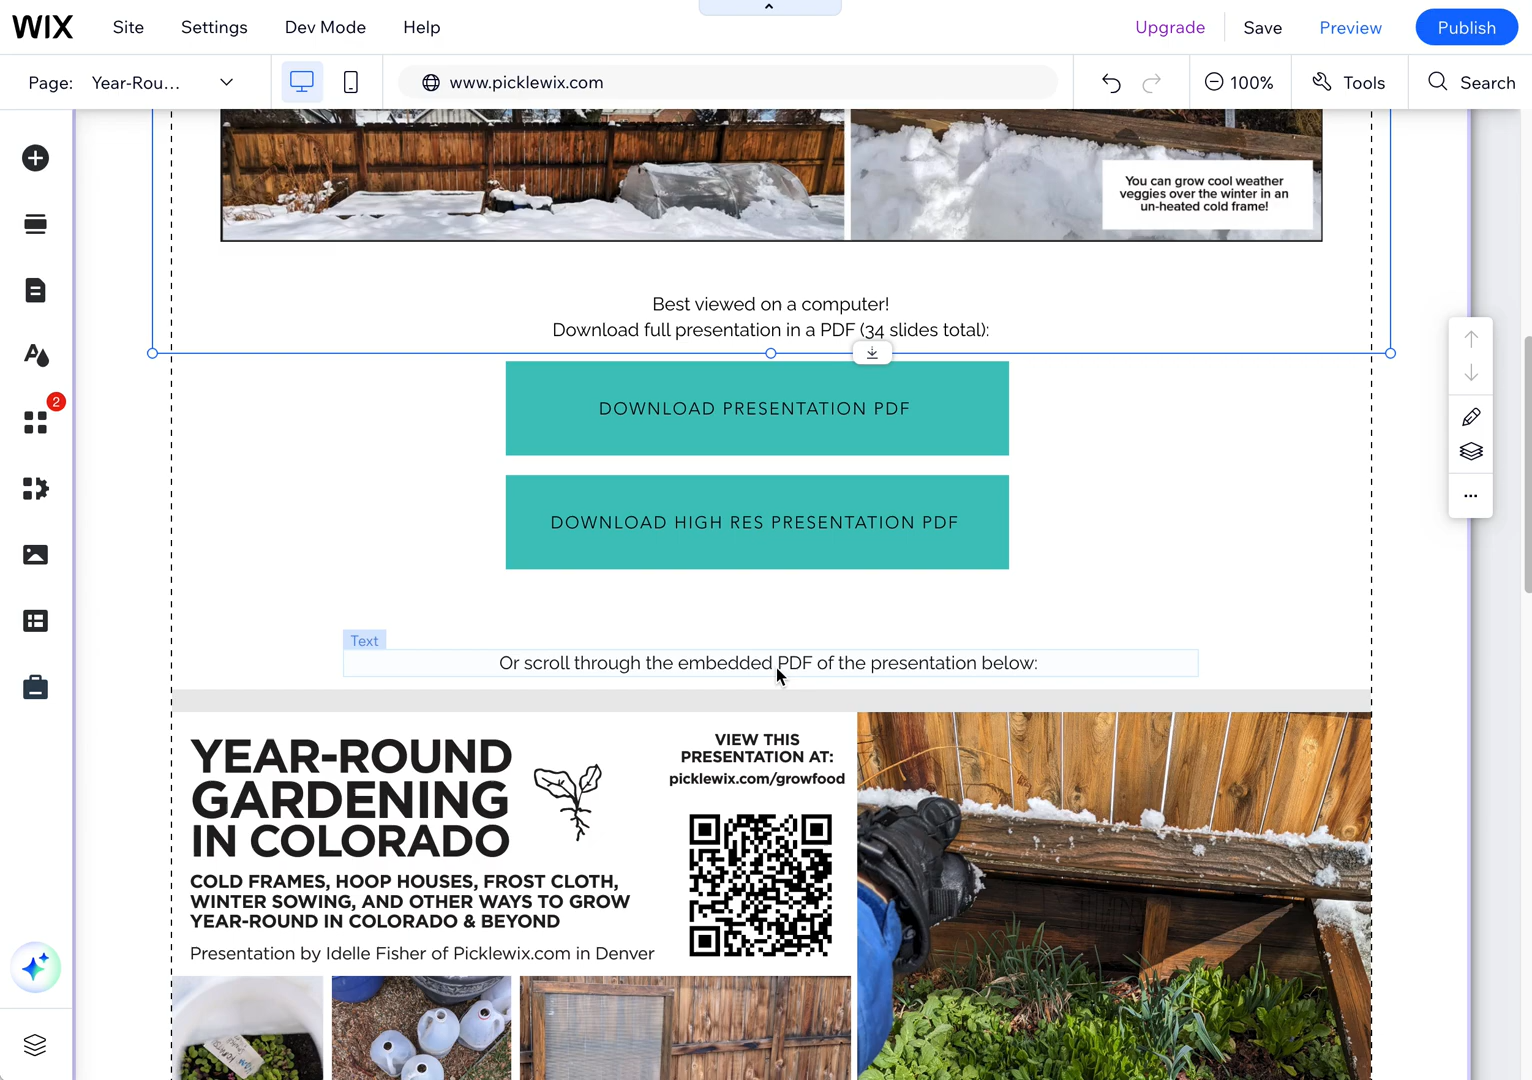 WIX
Site
Settings
Dev Mode
Help
Upgrade
Save
Preview
Publish
Page:
Year-Rou...
www.picklewix.com
100%
Tools
Search
You can grow cool weather
veggies over the winter in an
un-heated cold frame!
Best viewed on a computer!
Download full presentation in a PDF (34 slides total):
DOWNLOAD PRESENTATION PDF
2
DOWNLOAD HIGH RES PRESENTATION PDF
Text
Or scroll through the embedded PDF of the presentation below:
YEAR-ROUND
GARDENING
IN COLORADO
COLD FRAMES, HOOP HOUSES, FROST CLOTH,
WINTER SOWING, AND OTHER WAYS TO GROW
YEAR-ROUND IN COLORADO & BEYOND
Presentation by Idelle Fisher of Picklewix.com in Denver
VIEW THIS
PRESENTATION AT:
picklewix.com/growfood